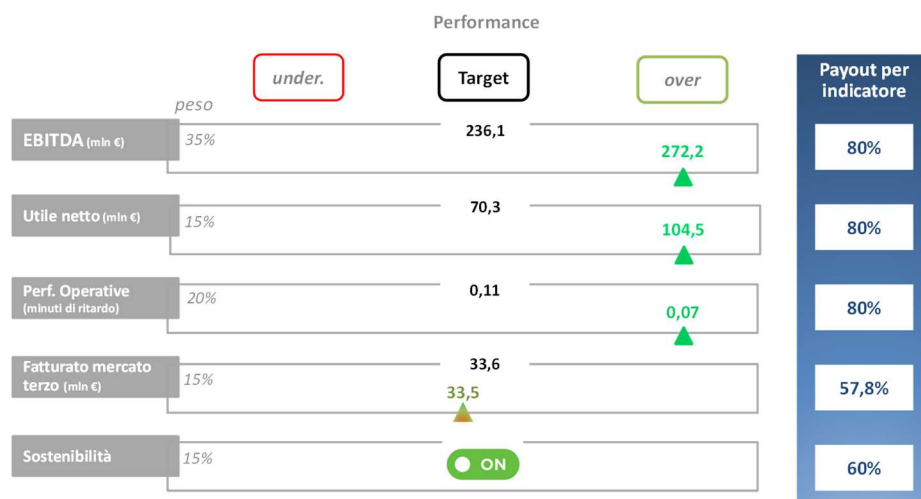 Performance
under.
Target
over
Payout per
indicatore
peso
EBITDA (mln €)
35%
236,1
272,2
80%
Utile netto (mln €)
15%
70,3
104,5
80%
Perf. Operative
(minuti di ritardo)
20%
0,11
0,07
80%
Fatturato mercato
terzo (mln €)
15%
33,6
33,5
57,8%
Sostenibilità
15%
ON
60%